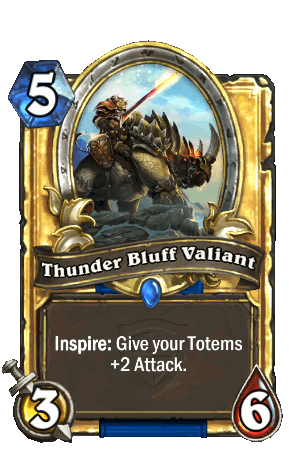 5
Thunder Bluff Valiant
Inspire: Give your Totems
+2 Attack.
3
6